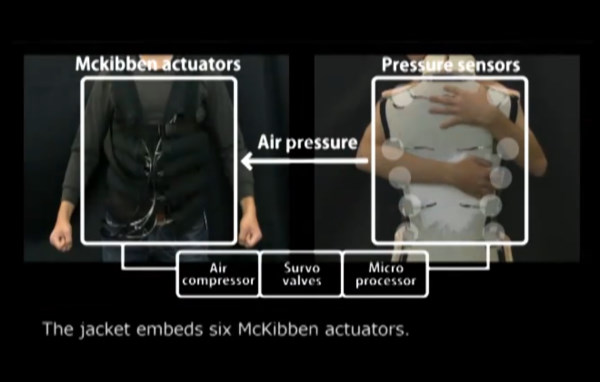 Mckibben actuators
Pressure sensors
Air pressure
Air
compressor
Survo
valves
Micro
processor
The jacket embeds six McKibben actuators.